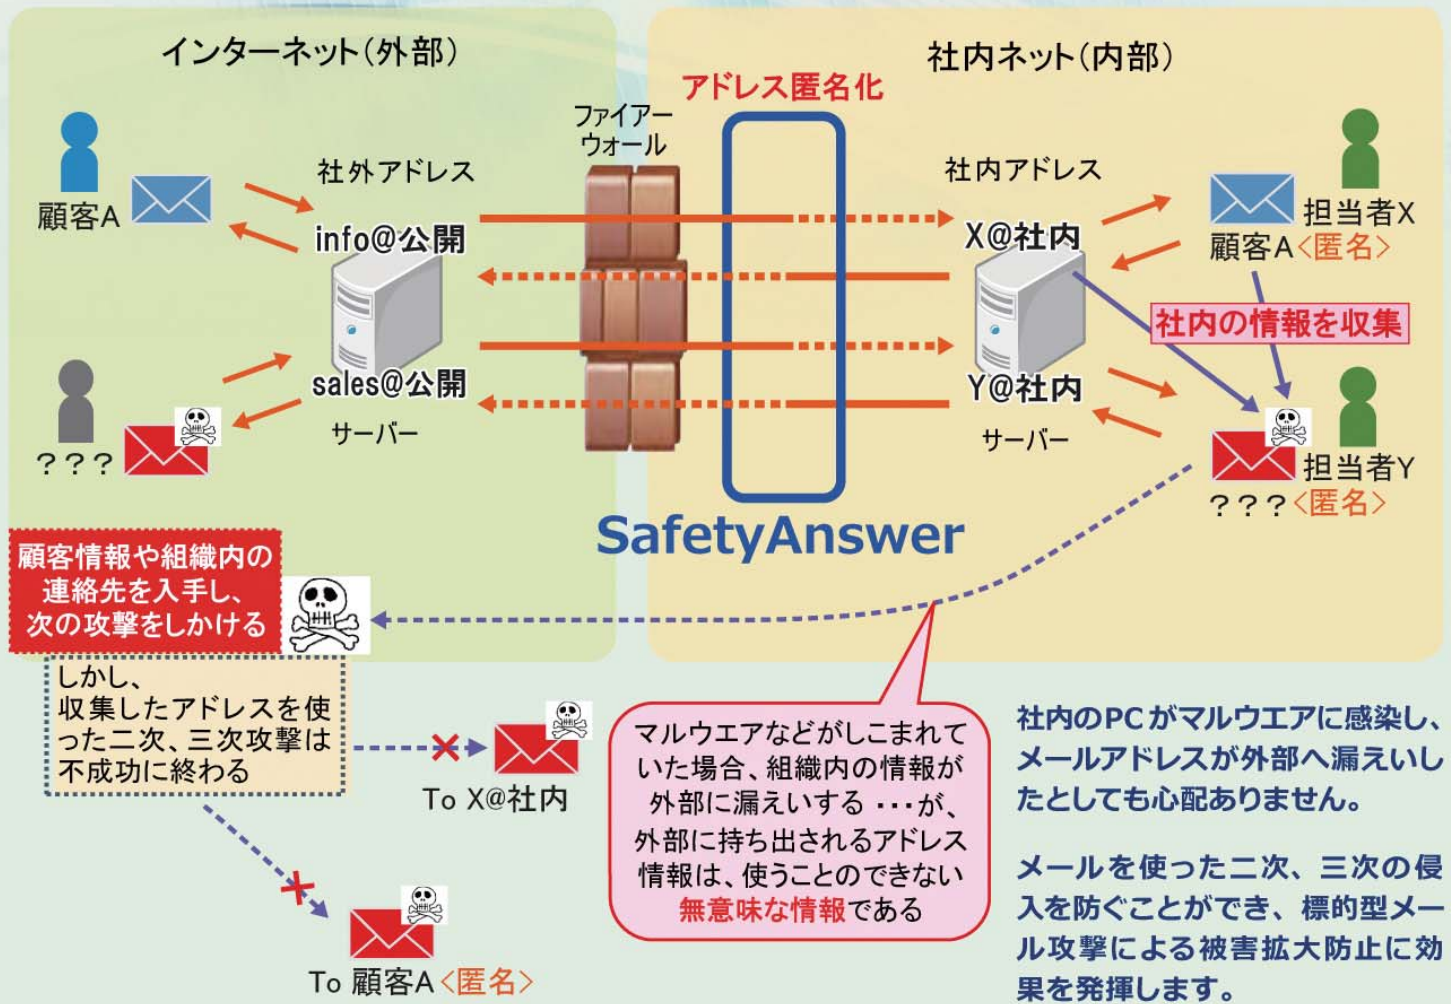 インターネット(外部)
社内ネット(内部)
アドレス匿名化
ファイアー
ウォール
社外アドレス
社内アドレス
顧客A
info@公開
X@社内
担当者X
顧客A<匿名>
社内の情報を収集
sales@公開
Y@社内
サーバー
サーバー
???
担当者Y
???<匿名>
SafetyAnswer
顧客情報や組織内の
連絡先を入手し、
次の攻撃をしかける
しかし、
収集したアドレスを使
った二次、三次攻撃は
不成功に終わる
To X@社内
To 顧客A<匿名>
マルウエアなどがしこまれて
いた場合、組織内の情報が
外部に漏えいする ・・・が、
外部に持ち出されるアドレス
情報は、使うことのできない
無意味な情報である
社内のPCがマルウエアに感染し、
メールアドレスが外部へ漏えいし
たとしても心配ありません。
メールを使った二次、三次の侵
入を防ぐことができ、標的型メー
ル攻撃による被害拡大防止に効
果を発揮します。